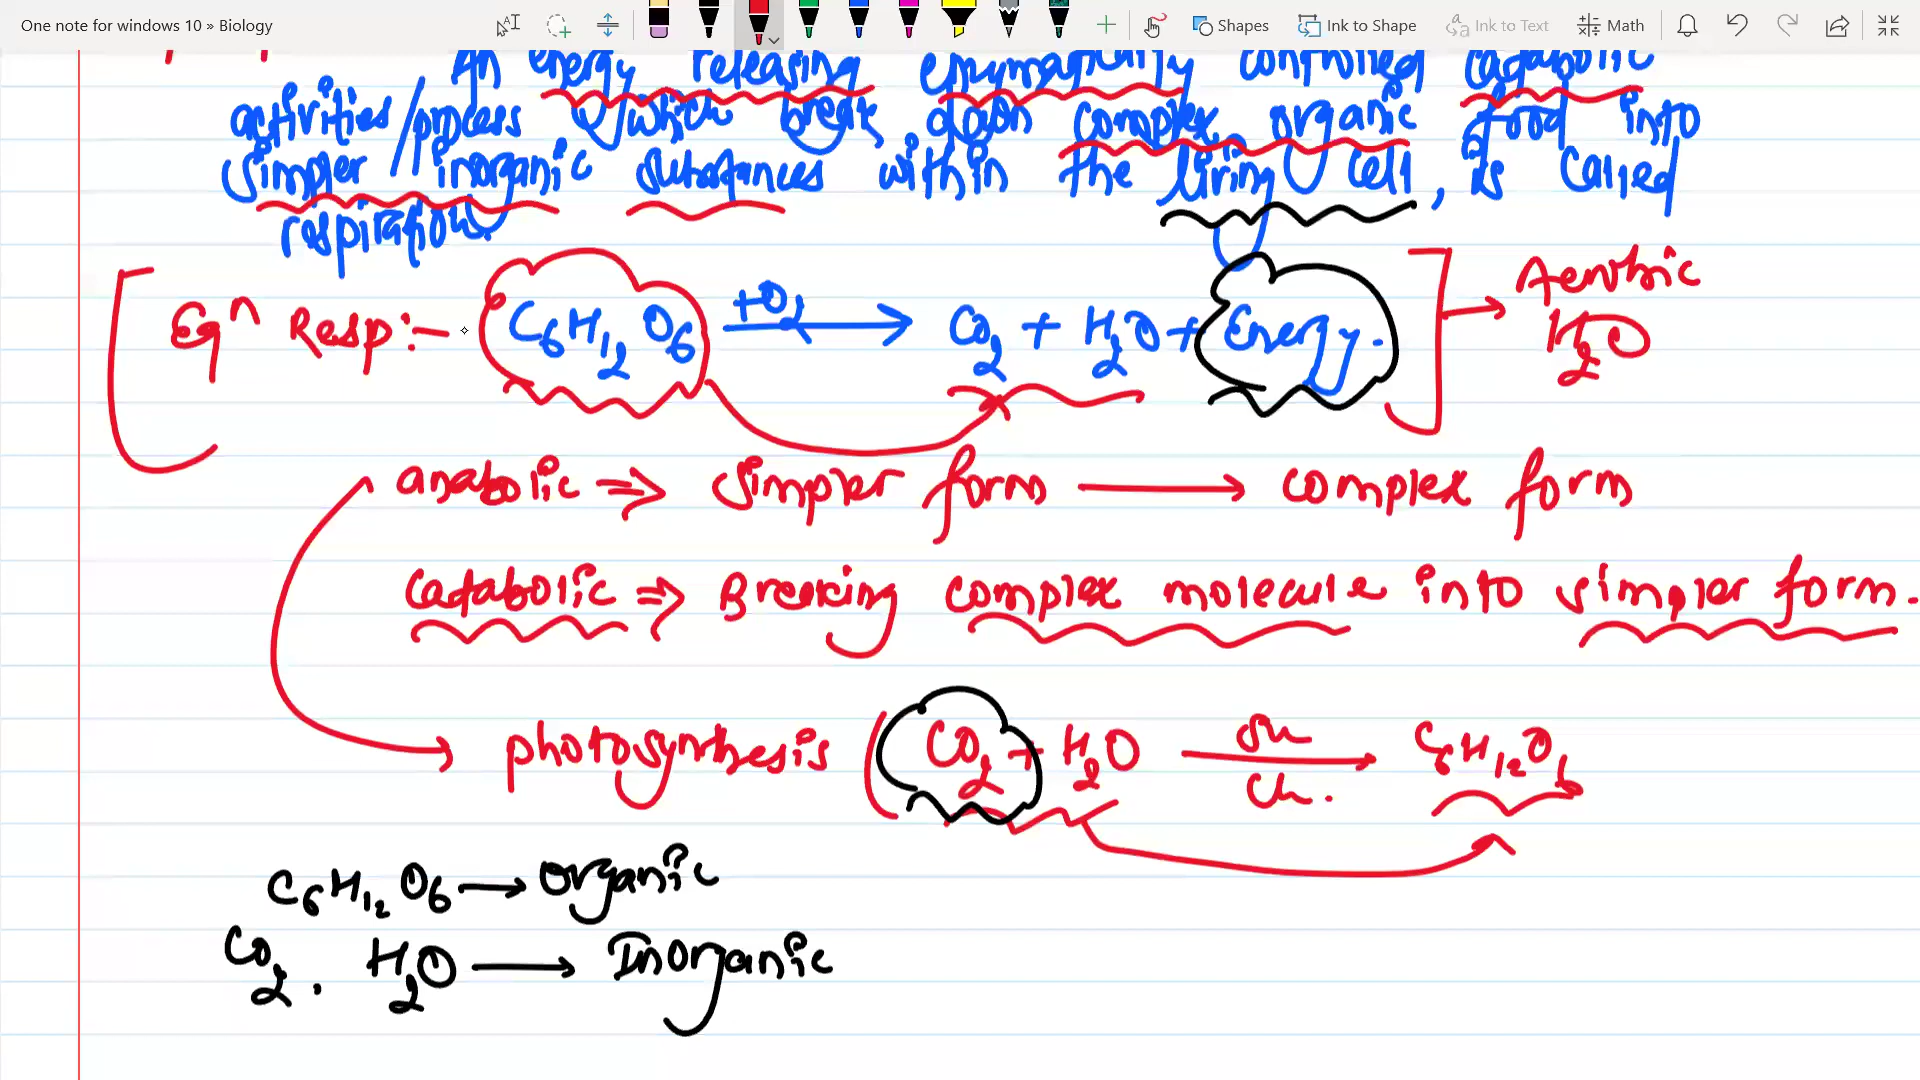 One note for windows 10 » Biology
Shapes Ink to Shape Ink to Text Math
An energy releasing enzymatically controlled catabolic
activities/process & which break down complex organic food into
simpler/inorganic substances within the living cell, is called
respiration.
Eqn Resp:- C6H12O6 +O2 → CO2 + H2O + Energy. → Aerobic
H2O
anabolic ⇒ simpler form → complex form
Catabolic ⇒ Breaking complex molecule into simpler form.
photosynthesis (CO2 + H2O Su Ch. → C6H12O6
C6H12O6 → Organic
CO2. H2O → Inorganic